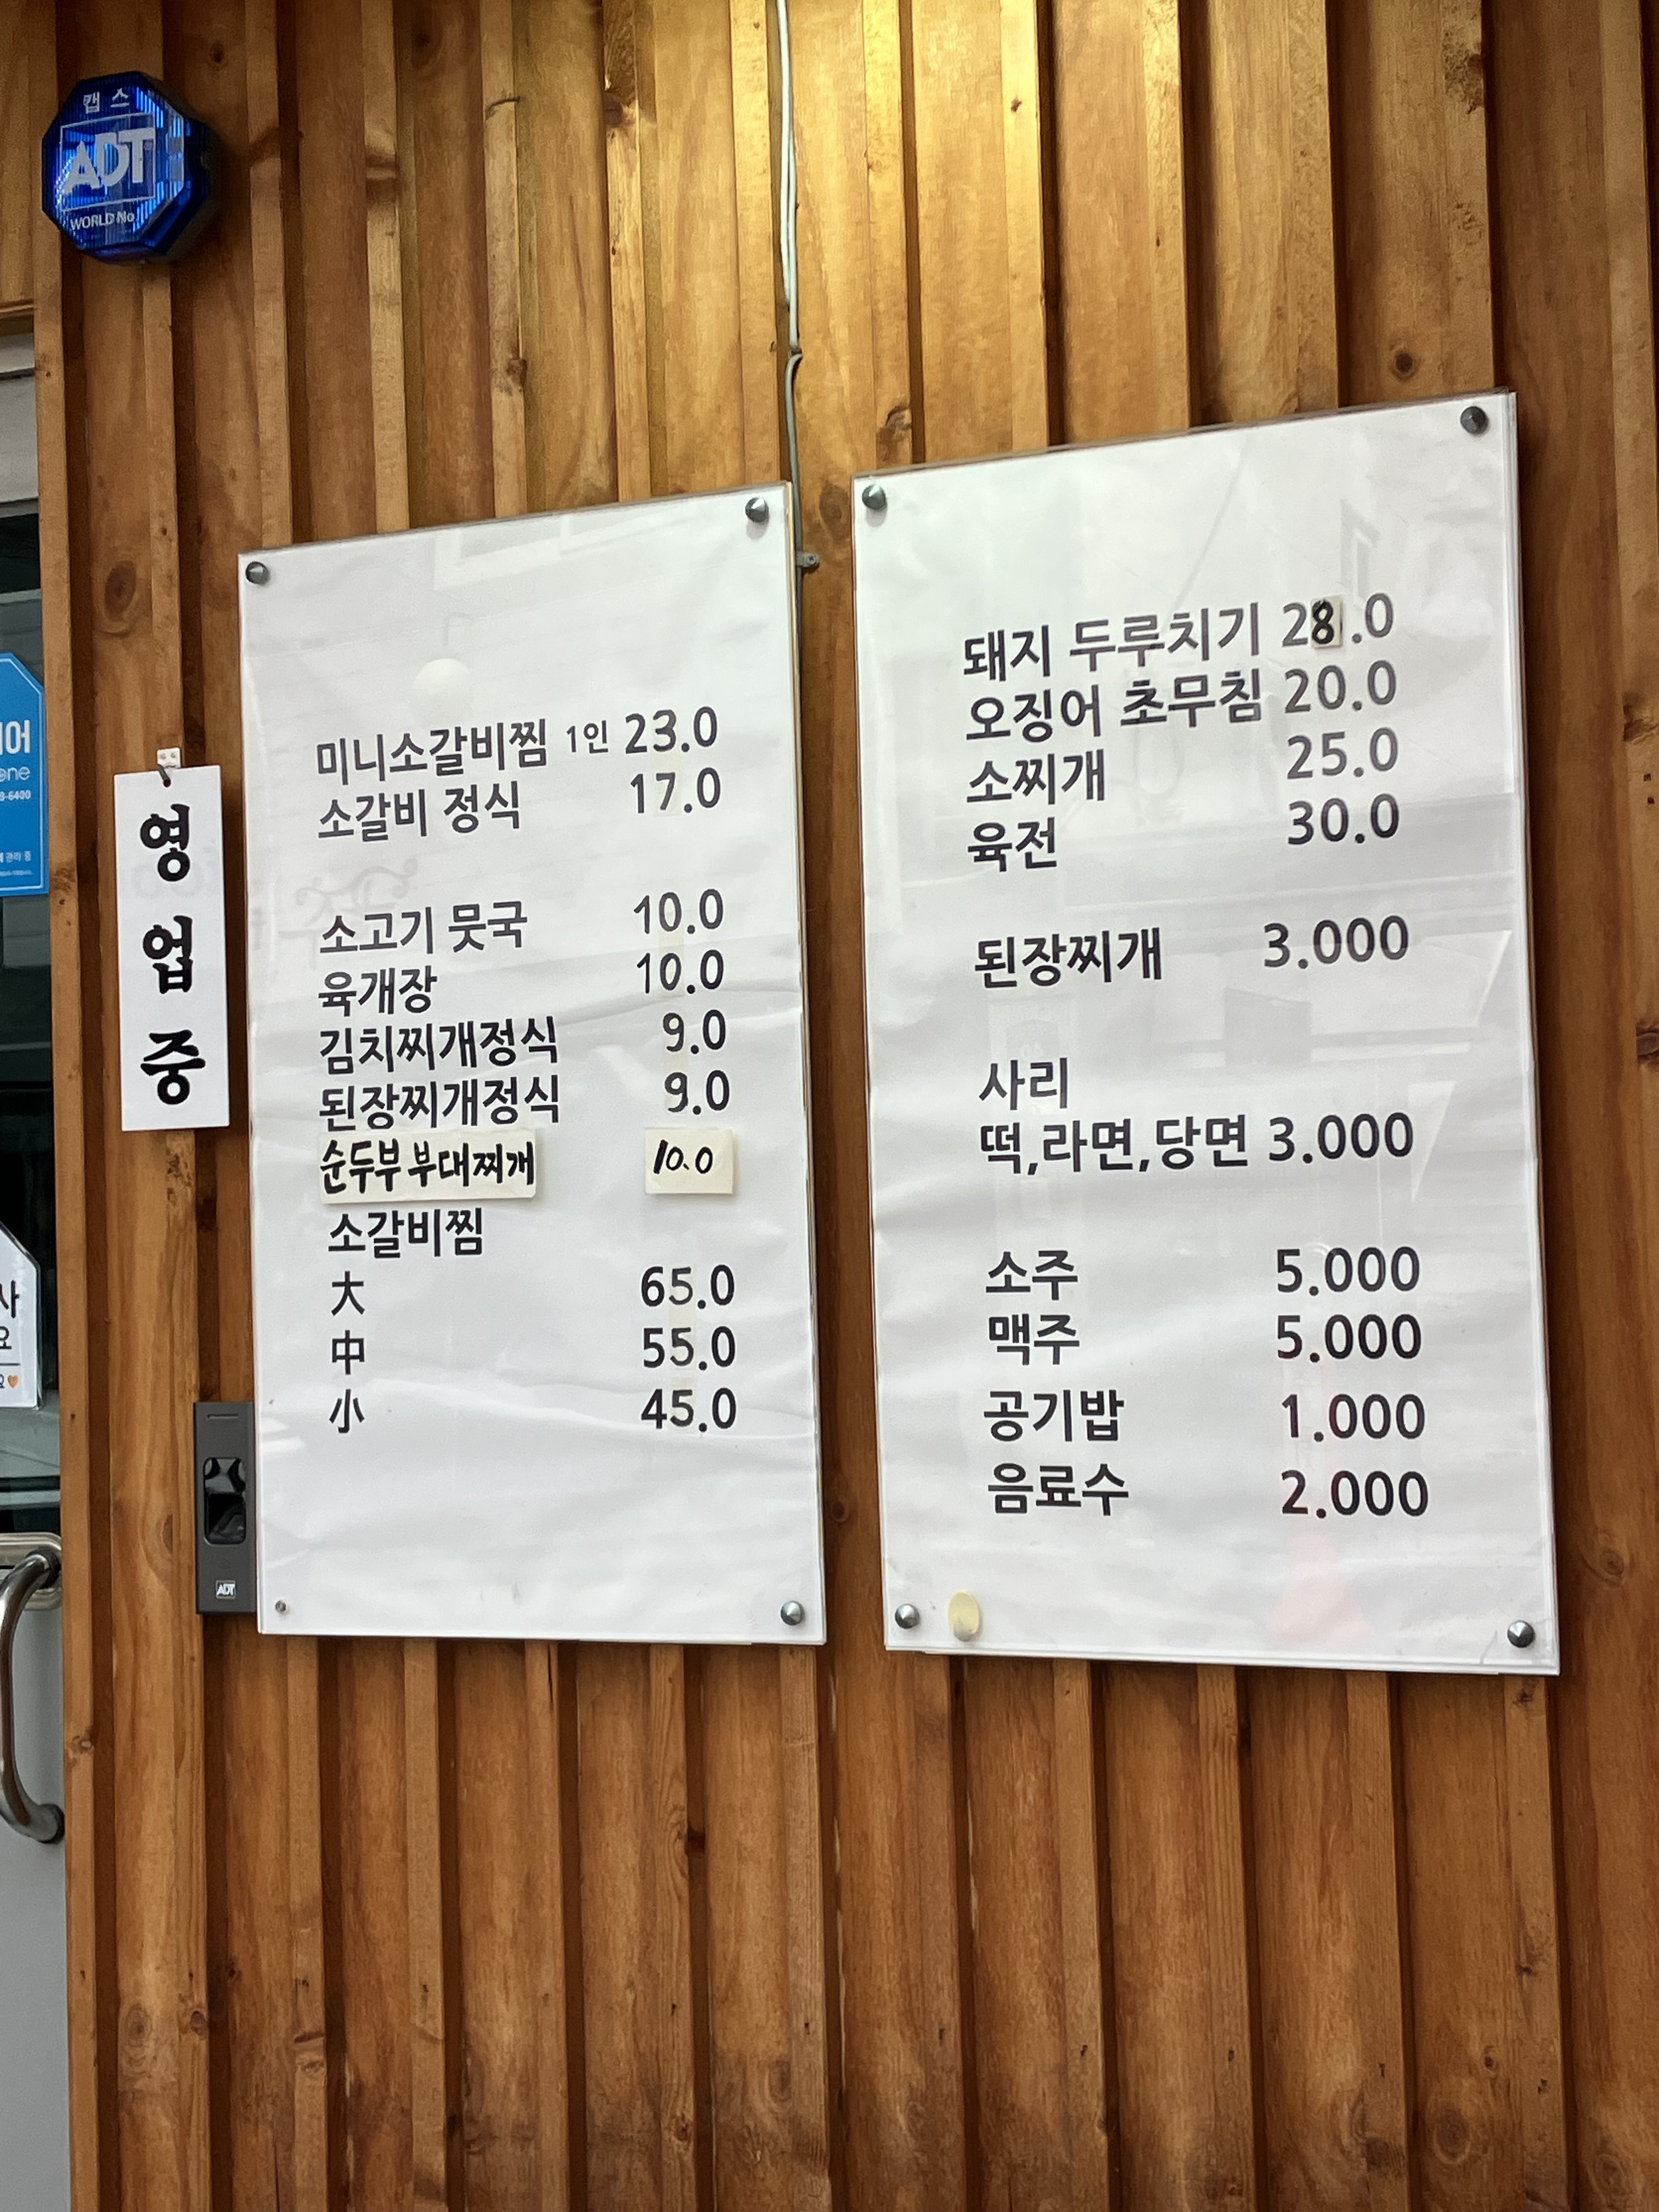 캡스
ADT
WORLD No
영업중
미니소갈비찜 1인 23.0
소갈비 정식 17.0
소고기 뭇국 10.0
육개장 10.0
김치찌개정식 9.0
된장찌개정식 9.0
순두부 부대찌개 10.0
소갈비찜
大 65.0
中 55.0
小 45.0
돼지 두루치기 28.0
오징어 초무침 20.0
소찌개 25.0
육전 30.0
된장찌개 3.000
사리
떡,라면,당면 3.000
소주 5.000
맥주 5.000
공기밥 1.000
음료수 2.000
ADT